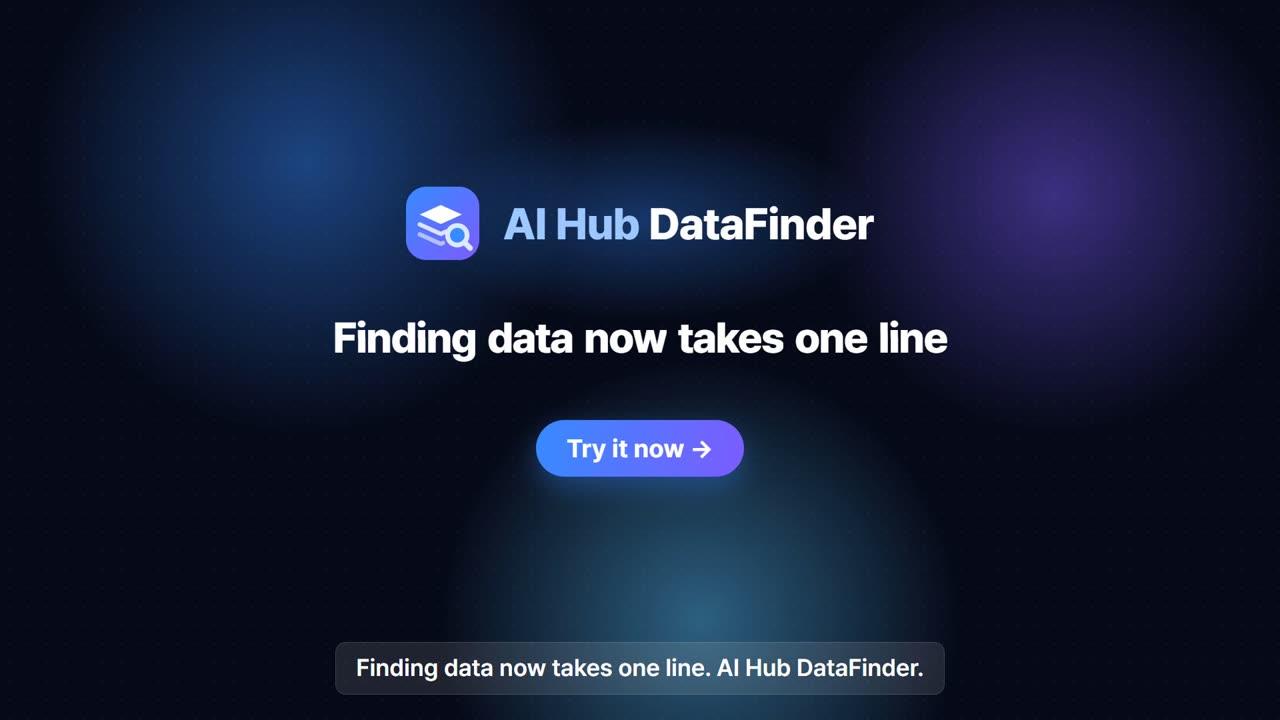 AI Hub DataFinder
Finding data now takes one line
Try it now →
Finding data now takes one line. AI Hub DataFinder.